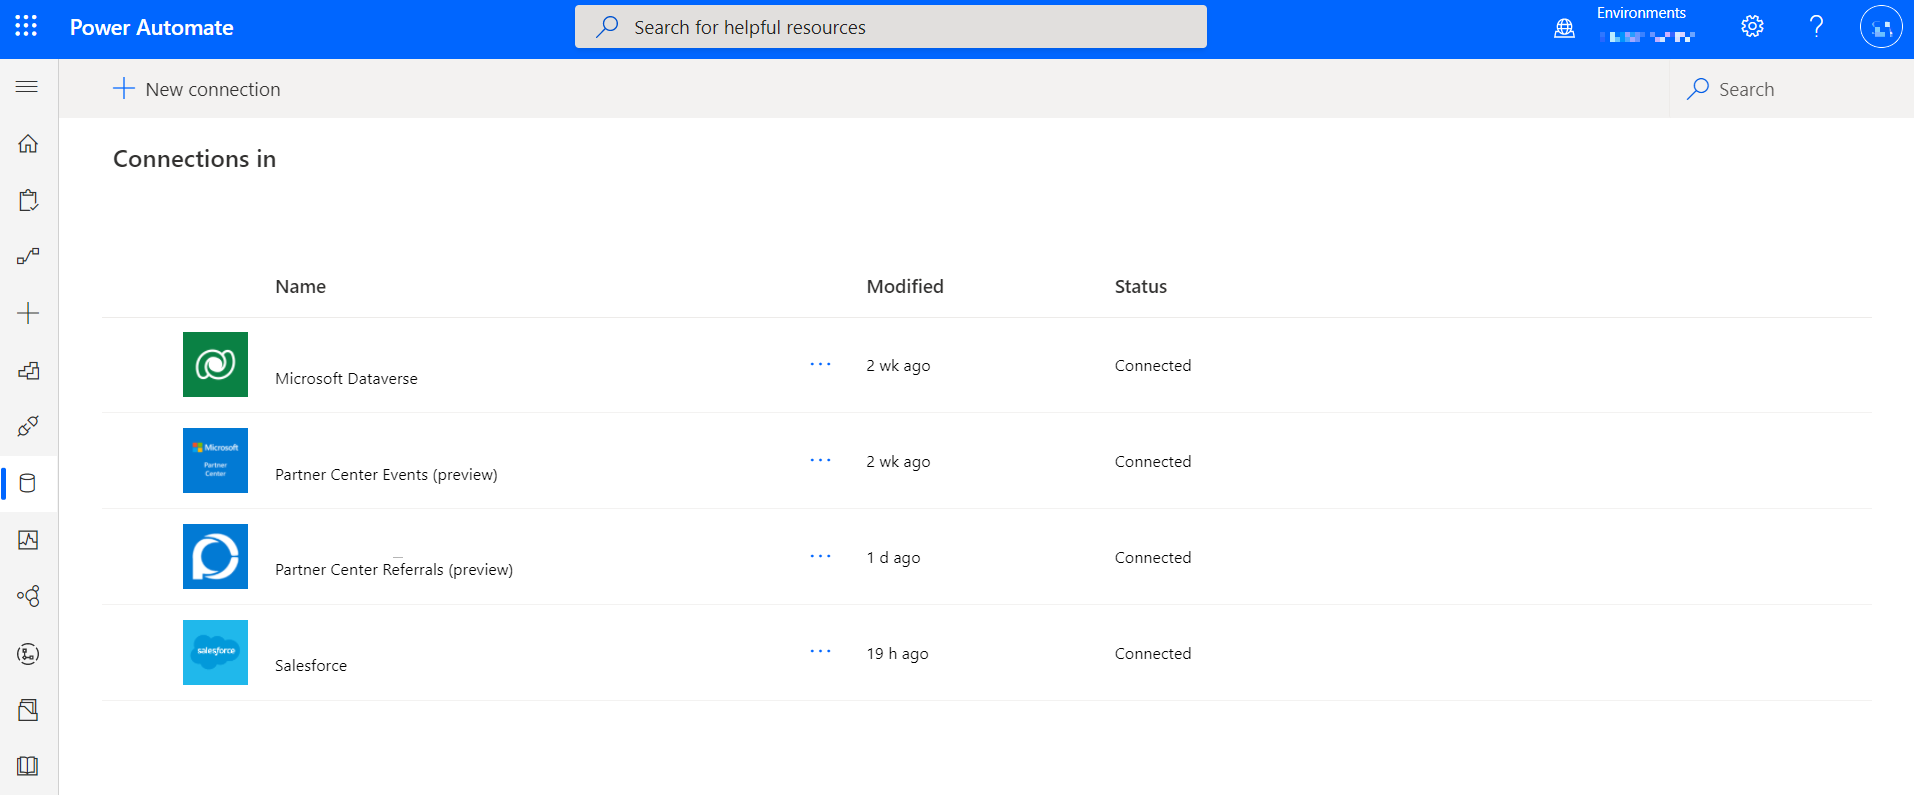 Power Automate
Search for helpful resources
Environments
New connection
Search
Connections in
Name Modified Status
Microsoft Dataverse ··· 2 wk ago Connected
Microsoft
Partner
Center
Partner Center Events (preview) ··· 2 wk ago Connected
Partner Center Referrals (preview) ··· 1 d ago Connected
salesforce
Salesforce ··· 19 h ago Connected